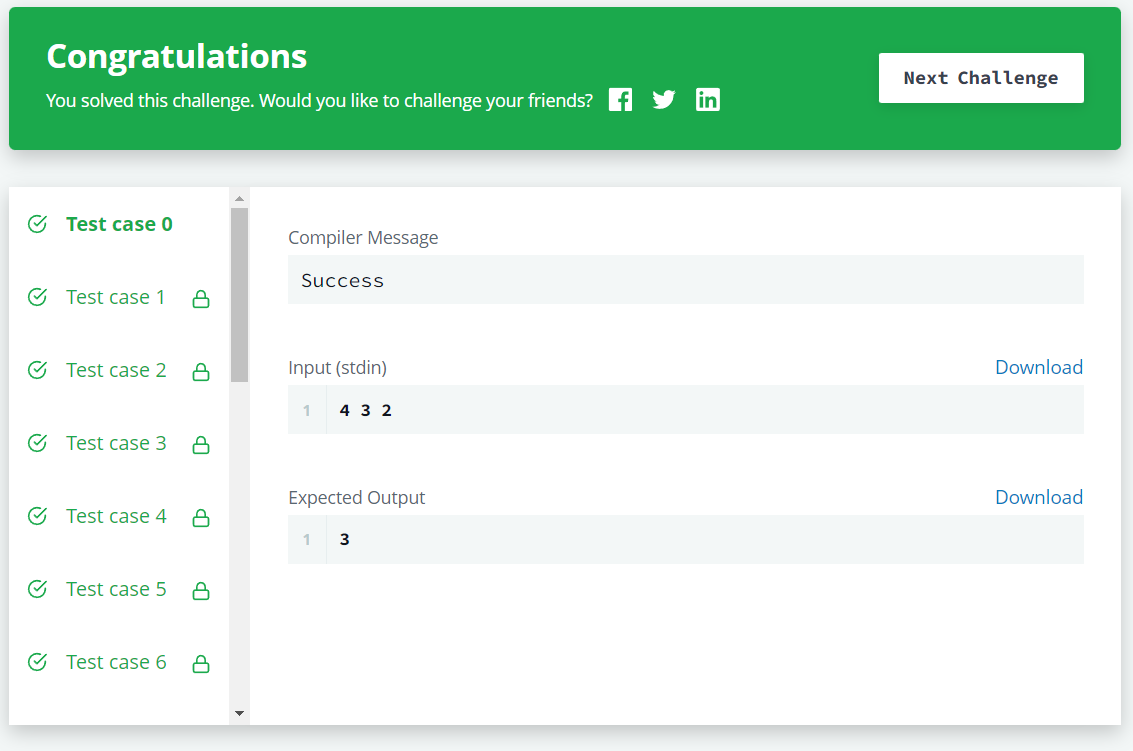 Congratulations
You solved this challenge. Would you like to challenge your friends?
Next Challenge
Test case 0
Test case 1
Test case 2
Test case 3
Test case 4
Test case 5
Test case 6
Compiler Message
Success
Input (stdin)
Download
1 4 3 2
Expected Output
Download
1 3